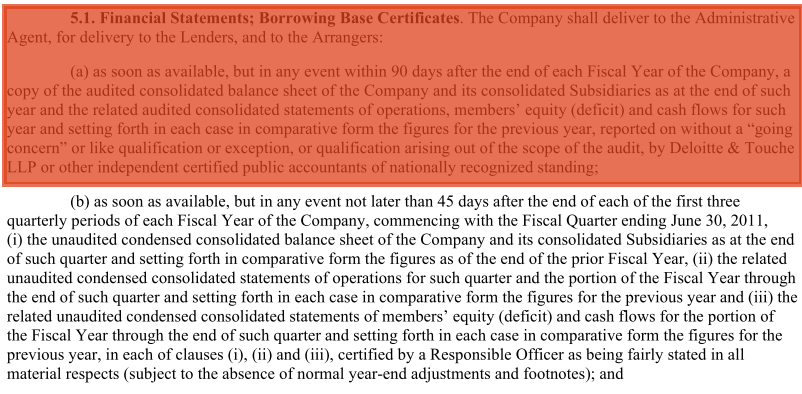 5.1. Financial Statements; Borrowing Base Certificates. The Company shall deliver to the Administrative
Agent, for delivery to the Lenders, and to the Arrangers:
(a) as soon as available, but in any event within 90 days after the end of each Fiscal Year of the Company, a
copy of the audited consolidated balance sheet of the Company and its consolidated Subsidiaries as at the end of such
year and the related audited consolidated statements of operations, members’ equity (deficit) and cash flows for such
year and setting forth in each case in comparative form the figures for the previous year, reported on without a “going
concern” or like qualification or exception, or qualification arising out of the scope of the audit, by Deloitte & Touche
LLP or other independent certified public accountants of nationally recognized standing;
(b) as soon as available, but in any event not later than 45 days after the end of each of the first three
quarterly periods of each Fiscal Year of the Company, commencing with the Fiscal Quarter ending June 30, 2011,
(i) the unaudited condensed consolidated balance sheet of the Company and its consolidated Subsidiaries as at the end
of such quarter and setting forth in comparative form the figures as of the end of the prior Fiscal Year, (ii) the related
unaudited condensed consolidated statements of operations for such quarter and the portion of the Fiscal Year through
the end of such quarter and setting forth in each case in comparative form the figures for the previous year and (iii) the
related unaudited condensed consolidated statements of members’ equity (deficit) and cash flows for the portion of
the Fiscal Year through the end of such quarter and setting forth in each case in comparative form the figures for the
previous year, in each of clauses (i), (ii) and (iii), certified by a Responsible Officer as being fairly stated in all
material respects (subject to the absence of normal year-end adjustments and footnotes); and